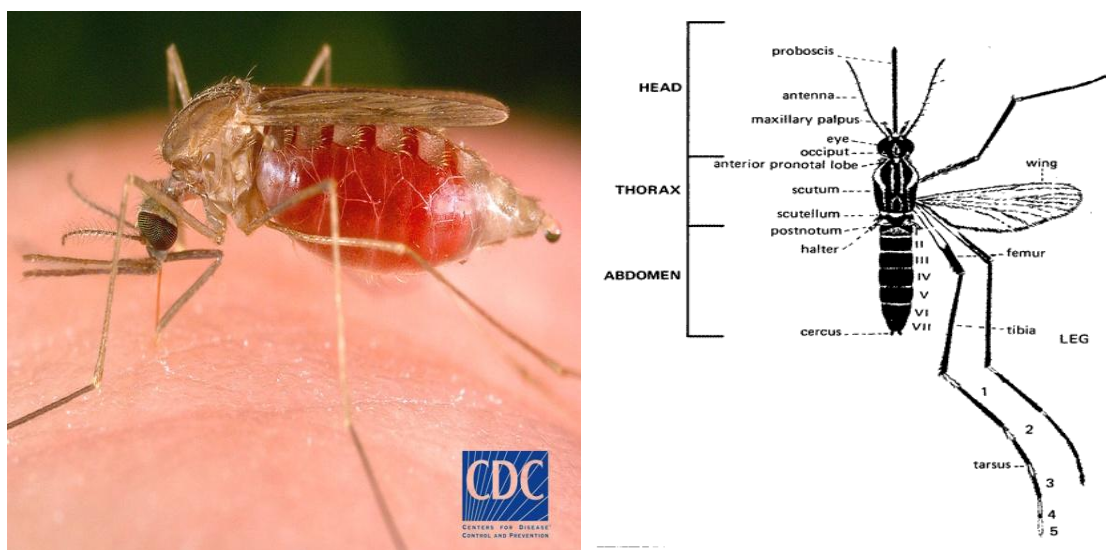 CDC
CENTERS FOR DISEASE
CONTROL AND PREVENTION
HEAD
THORAX
ABDOMEN
proboscis
antenna
maxillary palpus
eye
occiput
anterior pronotal lobe
scutum
scutellum
postnotum
halter
cercus
wing
femur
tibia
LEG
tarsus
II
III
IV
V
VI
VII
1
2
3
4
5